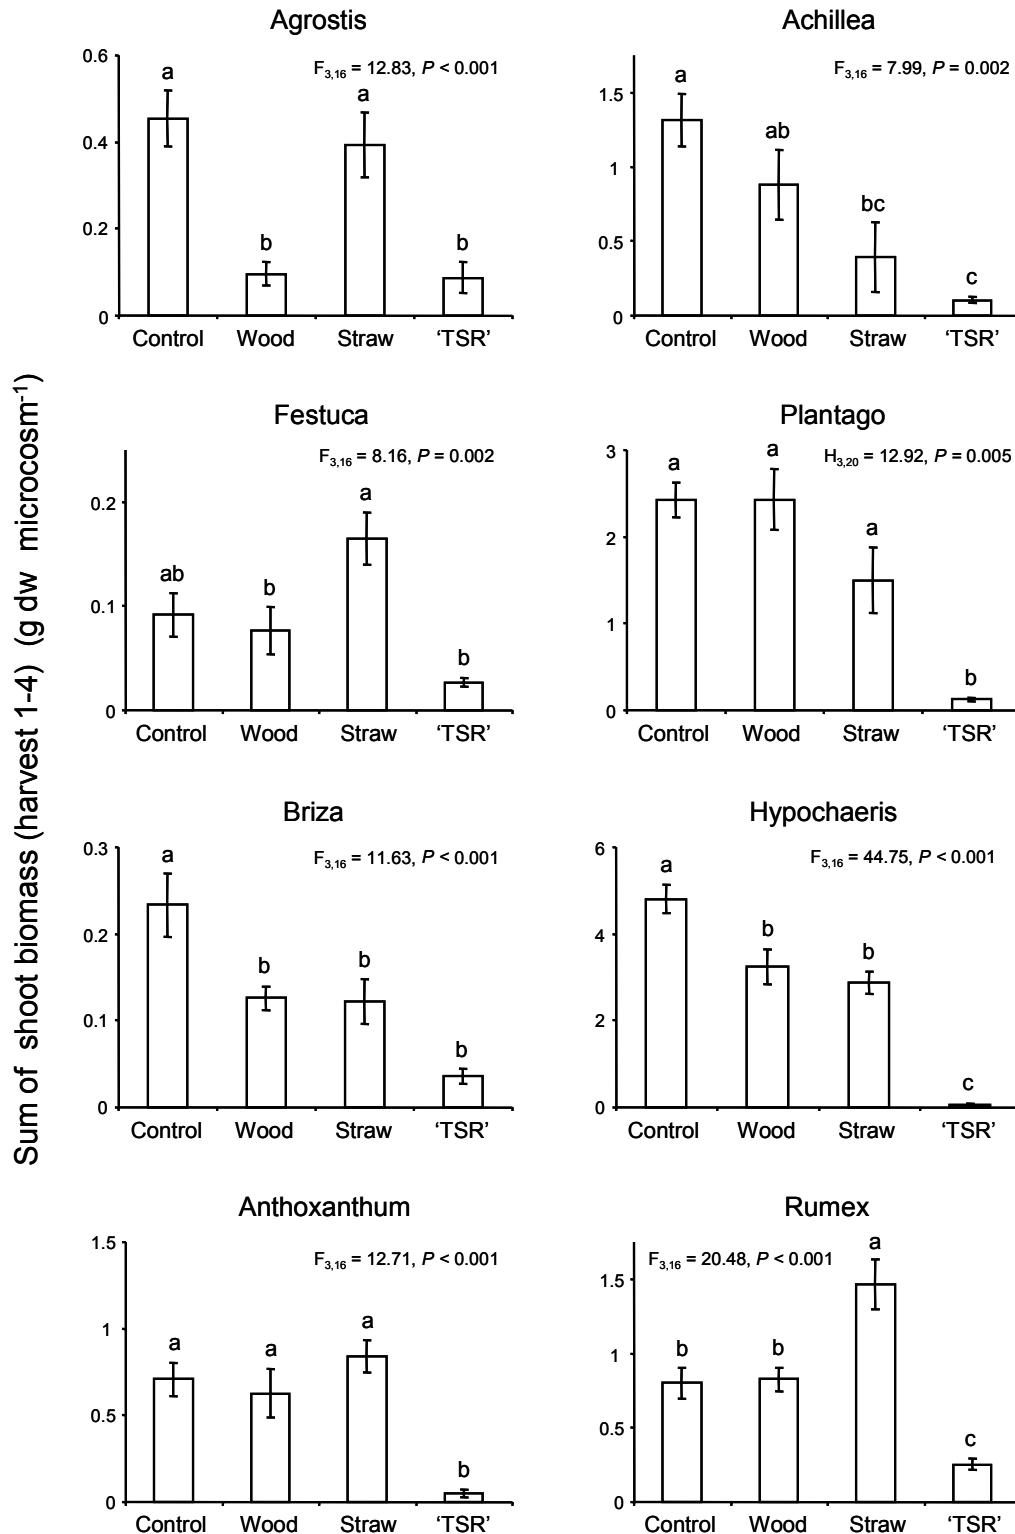 Sum of shoot biomass (harvest 1-4) (g dw microcosm-1)
Agrostis
F3,16 = 12.83, P < 0.001
0.6
0.4
0.2
0
a
b
a
b
Control Wood Straw ‘TSR’
Achillea
F3,16 = 7.99, P = 0.002
1.5
1
0.5
0
a
ab
bc
c
Control Wood Straw ‘TSR’
Festuca
F3,16 = 8.16, P = 0.002
0.2
0.1
0
ab
b
a
b
Control Wood Straw ‘TSR’
Plantago
H3,20 = 12.92, P = 0.005
3
2
1
0
a
a
a
b
Control Wood Straw ‘TSR’
Briza
F3,16 = 11.63, P < 0.001
0.3
0.2
0.1
0
a
b
b
b
Control Wood Straw ‘TSR’
Hypochaeris
F3,16 = 44.75, P < 0.001
6
4
2
0
a
b
b
c
Control Wood Straw ‘TSR’
Anthoxanthum
F3,16 = 12.71, P < 0.001
1.5
1
0.5
0
a
a
a
b
Control Wood Straw ‘TSR’
Rumex
F3,16 = 20.48, P < 0.001
1.5
1
0.5
0
b
b
a
c
Control Wood Straw ‘TSR’